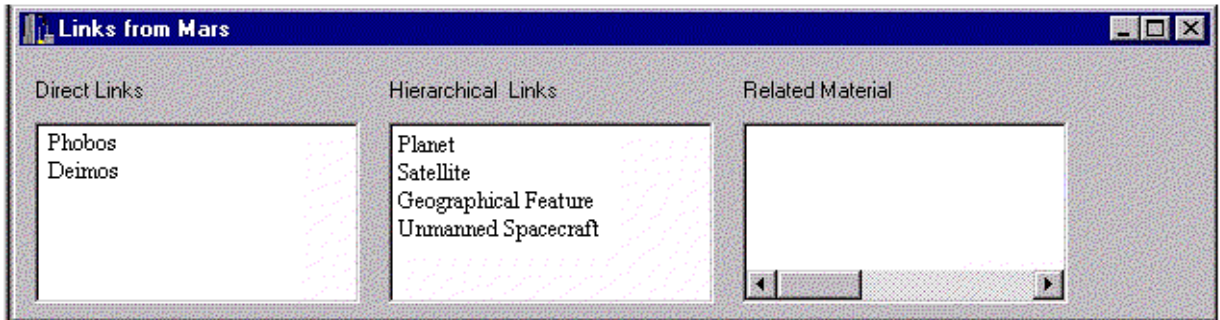 Links from Mars
Direct Links
Hierarchical Links
Related Material
Phobos
Deimos
Planet
Satellite
Geographical Feature
Unmanned Spacecraft